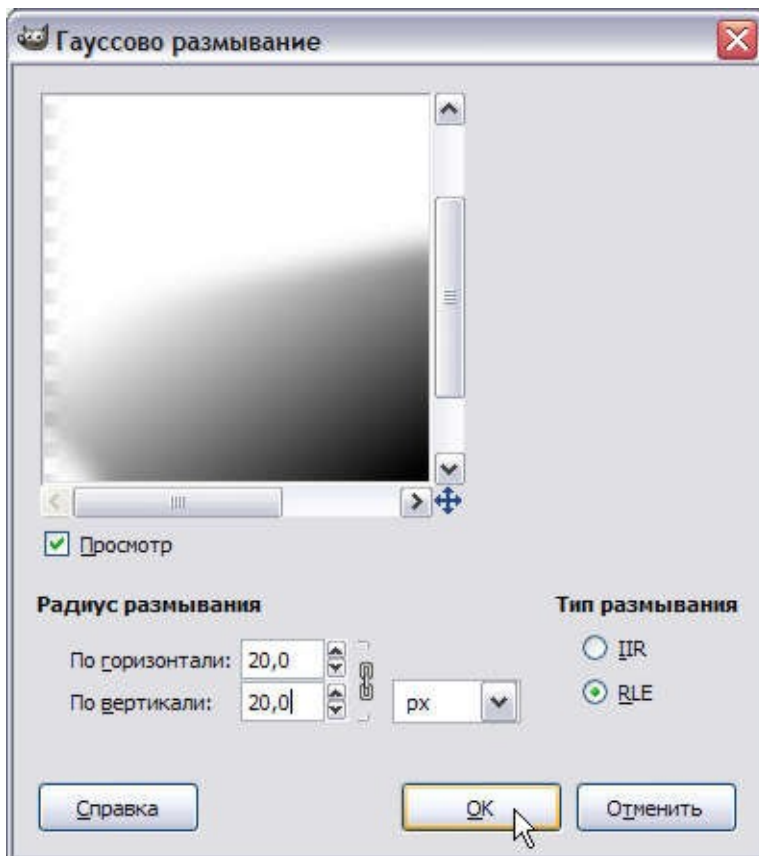 Гауссово размывание
Просмотр
Радиус размывания
Тип размывания
По горизонтали: 20,0
IIR
По вертикали: 20,0
px
RLE
Справка
OK
Отменить